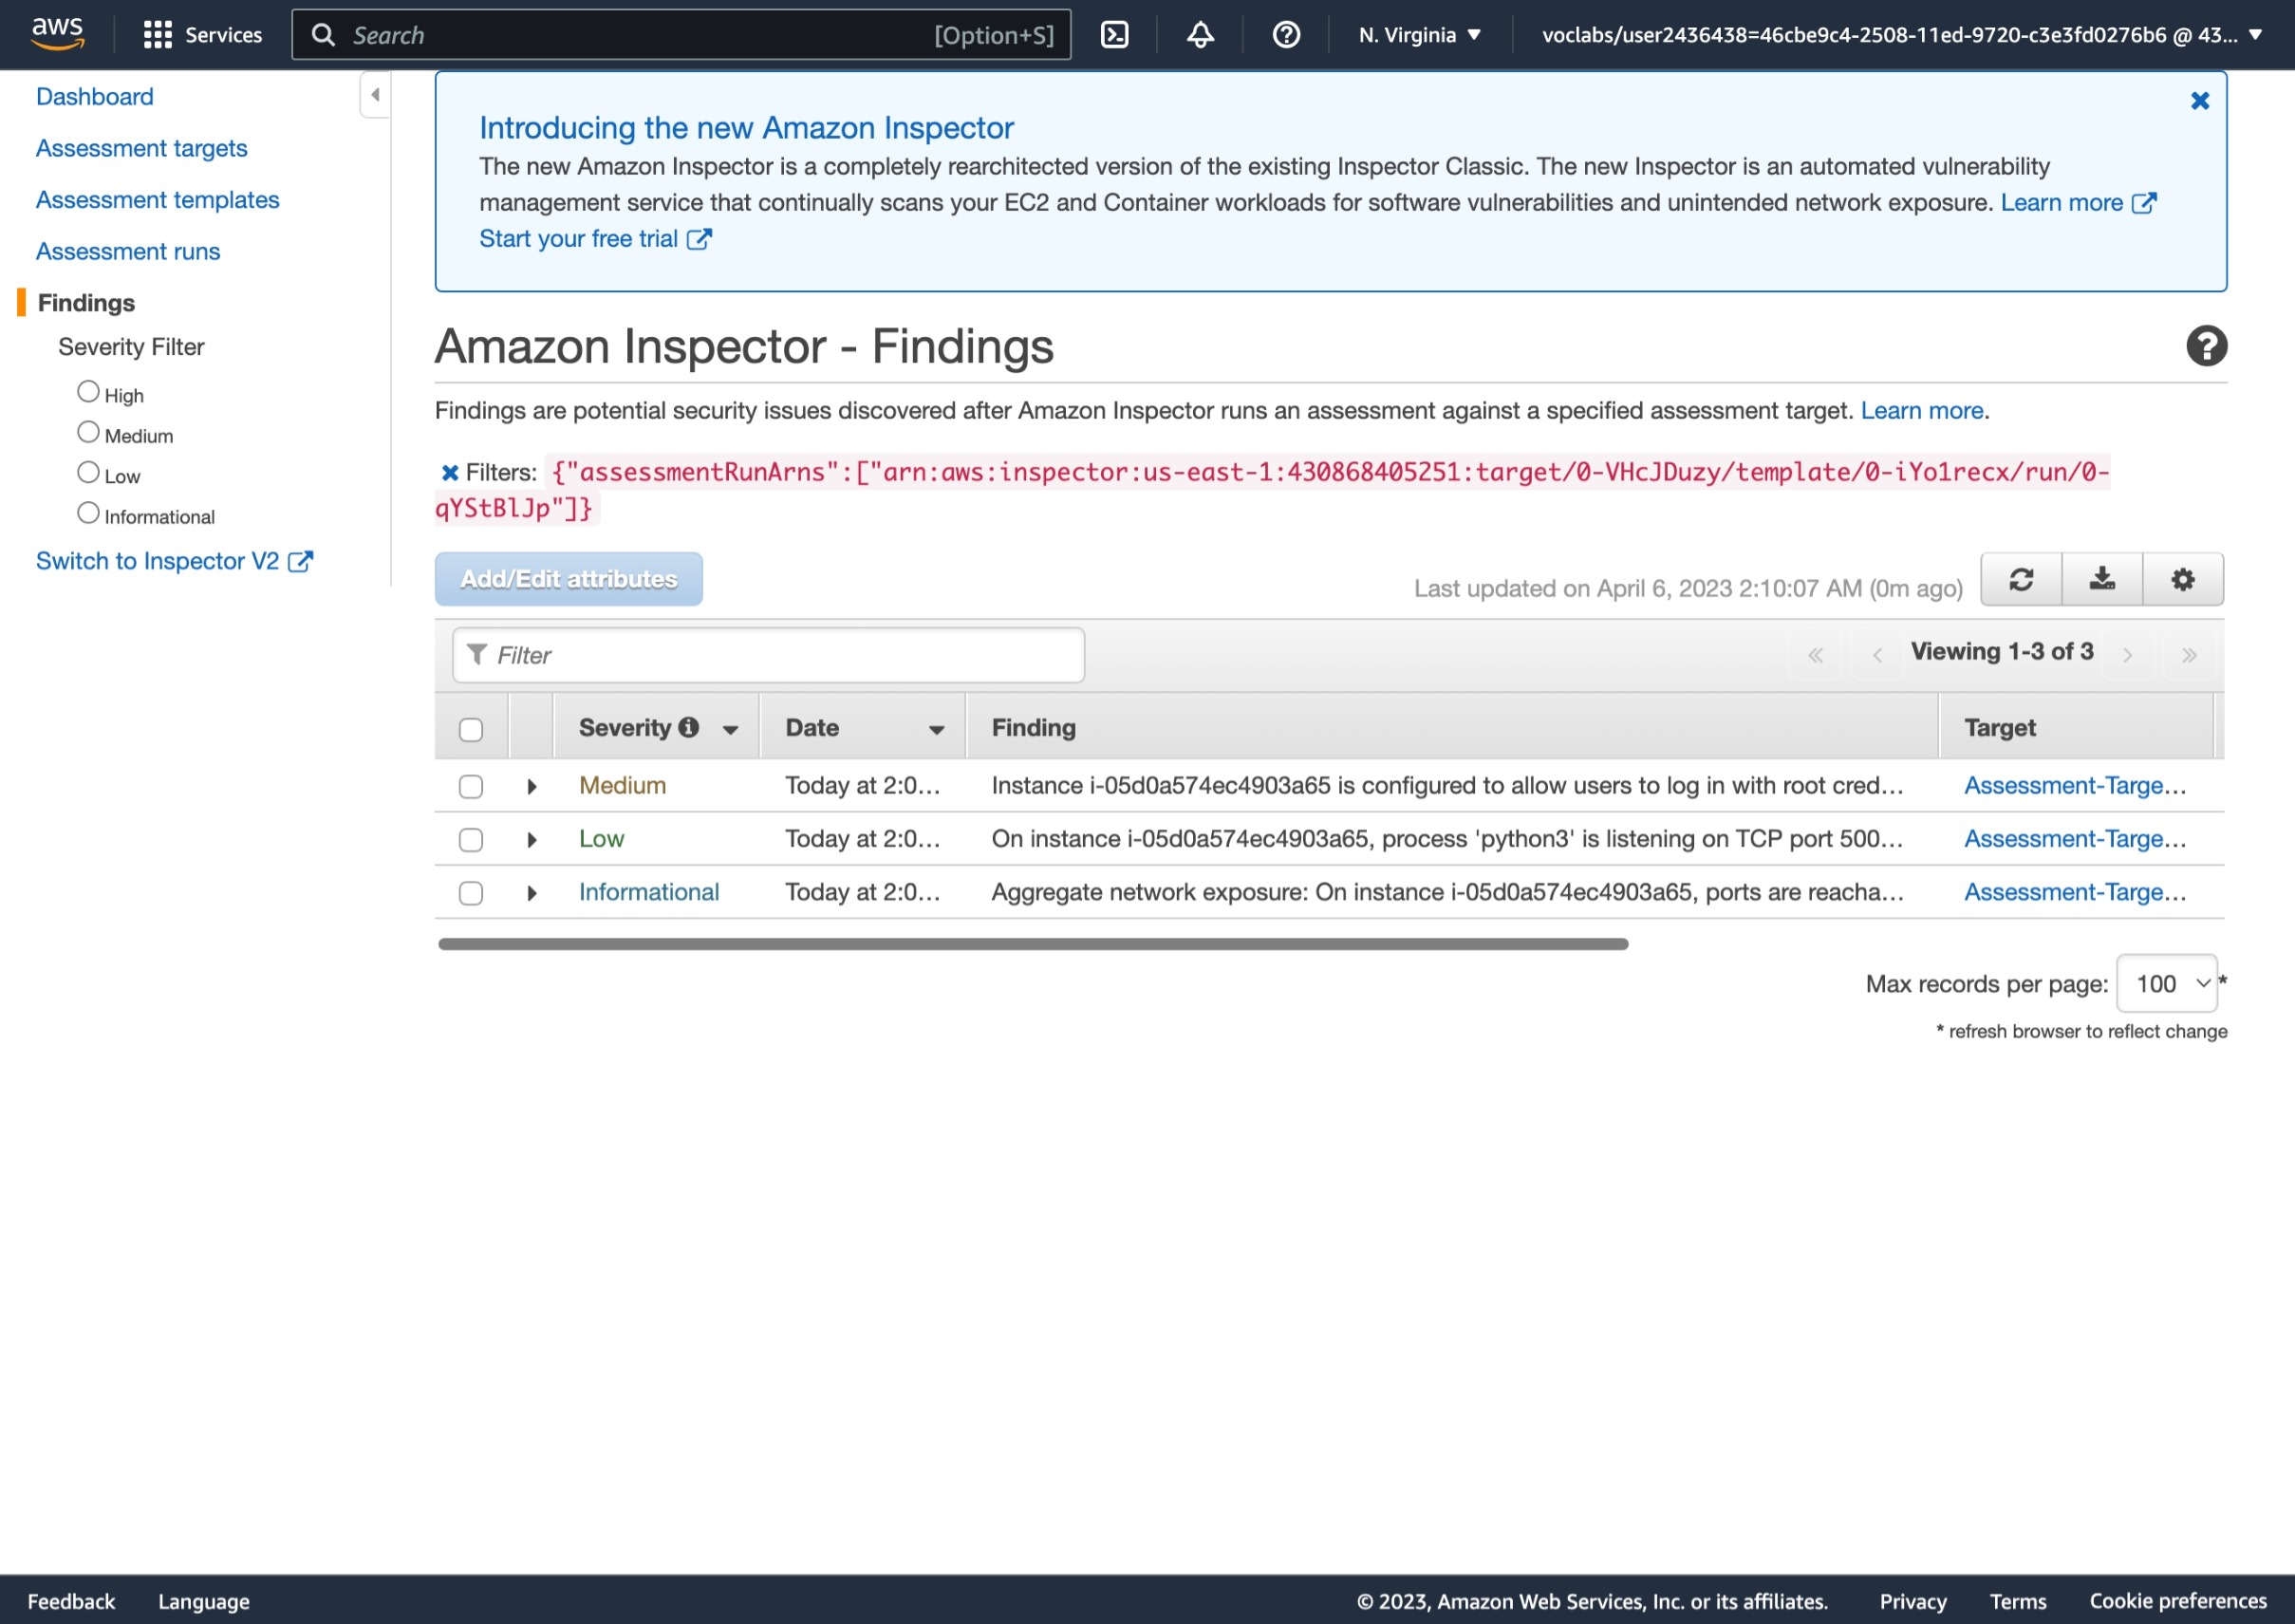 aws
Services
Search
[Option+S]
N. Virginia
voclabs/user2436438=46cbe9c4-2508-11ed-9720-c3e3fd0276b6 @ 43...
Dashboard
Assessment targets
Assessment templates
Assessment runs
Findings
Severity Filter
High
Medium
Low
Informational
Switch to Inspector V2
Introducing the new Amazon Inspector
The new Amazon Inspector is a completely rearchitected version of the existing Inspector Classic. The new Inspector is an automated vulnerability
management service that continually scans your EC2 and Container workloads for software vulnerabilities and unintended network exposure. Learn more
Start your free trial
Amazon Inspector - Findings
Findings are potential security issues discovered after Amazon Inspector runs an assessment against a specified assessment target. Learn more.
Filters: {"assessmentRunArns":["arn:aws:inspector:us-east-1:430868405251:target/0-VHcJDuzy/template/0-iYo1recx/run/0-
qYStBlJp"]}
Add/Edit attributes
Last updated on April 6, 2023 2:10:07 AM (0m ago)
Filter
« ‹ Viewing 1-3 of 3 › »
Severity Date Finding Target
Medium Today at 2:0... Instance i-05d0a574ec4903a65 is configured to allow users to log in with root cred... Assessment-Targe...
Low Today at 2:0... On instance i-05d0a574ec4903a65, process 'python3' is listening on TCP port 500... Assessment-Targe...
Informational Today at 2:0... Aggregate network exposure: On instance i-05d0a574ec4903a65, ports are reacha... Assessment-Targe...
Max records per page: 100 *
* refresh browser to reflect change
Feedback
Language
© 2023, Amazon Web Services, Inc. or its affiliates.
Privacy
Terms
Cookie preferences